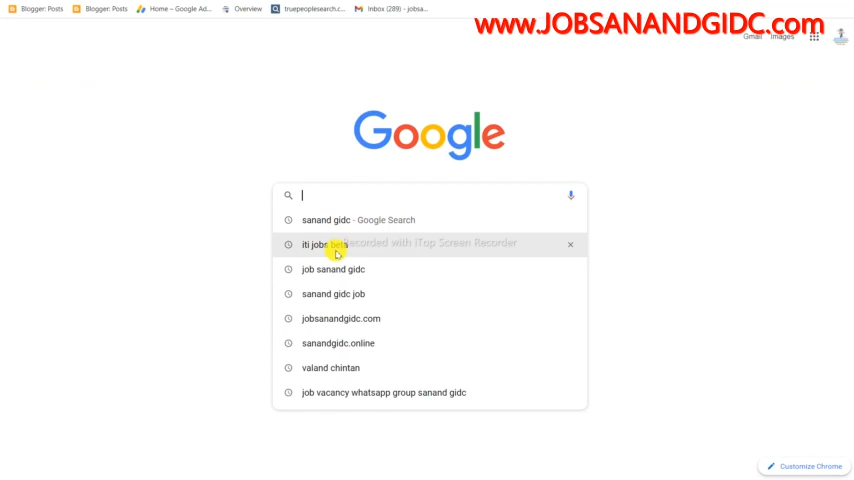 Blogger: Posts Blogger: Posts Home – Google Ad... Overview truepeoplesearch.c... Inbox (289) - jobsa...
www.JOBSANANDGIDC.com
Gmail Images
Google
sanand gidc - Google Search
iti jobs beta
Recorded with iTop Screen Recorder
job sanand gidc
sanand gidc job
jobsanandgidc.com
sanandgidc.online
valand chintan
job vacancy whatsapp group sanand gidc
Customize Chrome